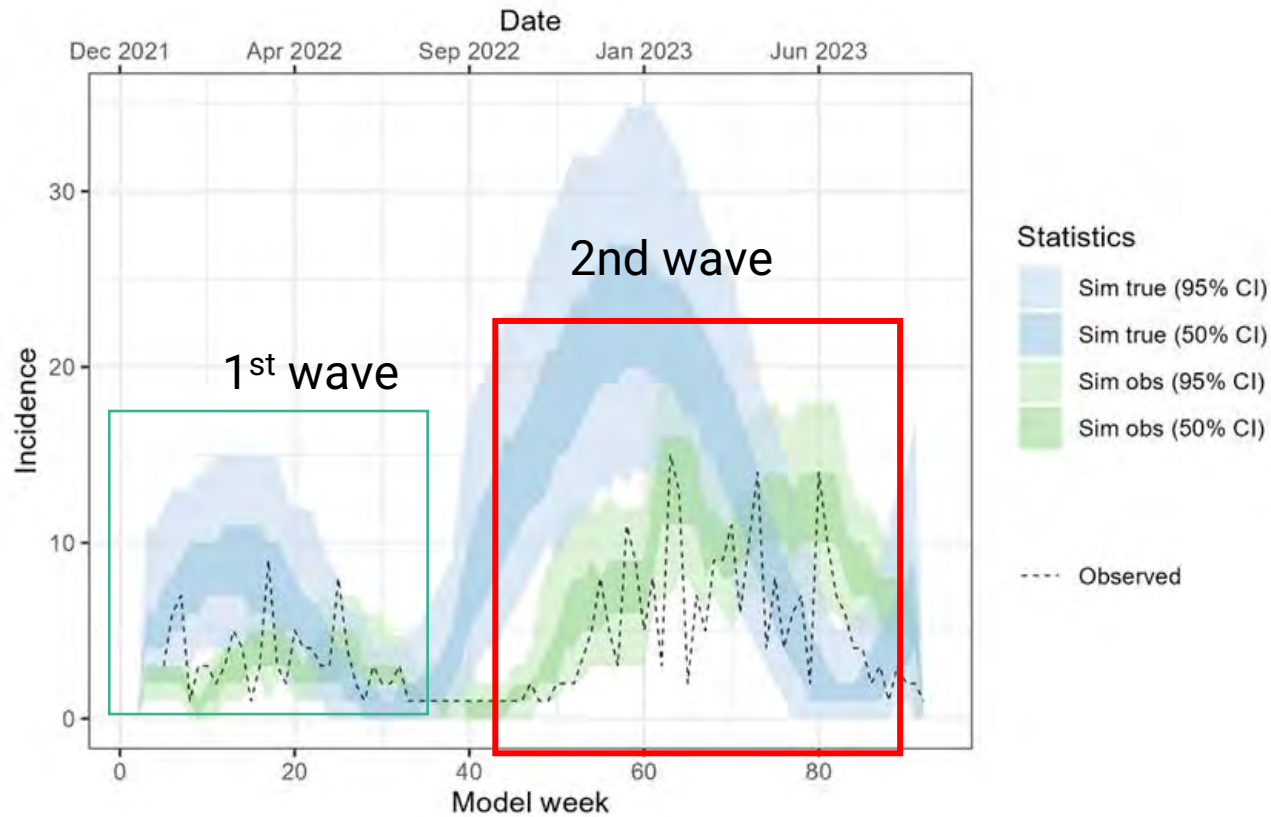 Date
Dec 2021 Apr 2022 Sep 2022 Jan 2023 Jun 2023
30
20
10
0
Incidence
1st wave
2nd wave
0 20 40 60 80
Model week
Statistics
Sim true (95% CI)
Sim true (50% CI)
Sim obs (95% CI)
Sim obs (50% CI)
Observed